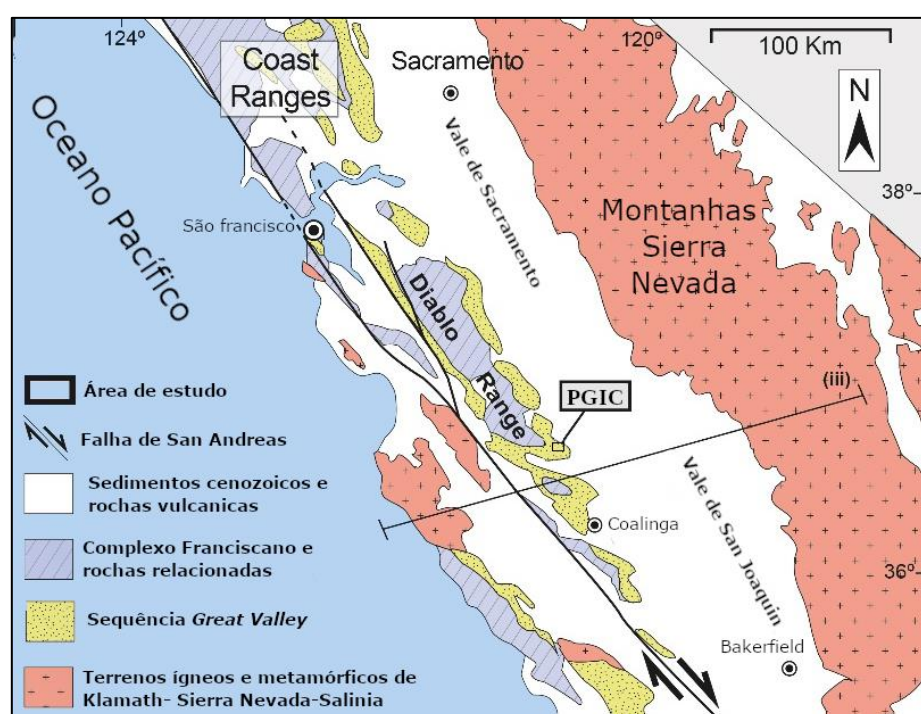 124º
120º
100 Km
Coast
Ranges
Sacramento
N
Oceano Pacífico
Vale de Sacramento
38º
São francisco
Montanhas
Sierra
Nevada
Diablo
Range
(iii)
PGIC
Área de estudo
Falha de San Andreas
Sedimentos cenozoicos e
rochas vulcanicas
Vale de San Joaquin
Coalinga
Complexo Franciscano e
rochas relacionadas
36º
Sequência Great Valley
Bakerfield
Terrenos ígneos e metamórficos de
Klamath- Sierra Nevada-Salinia